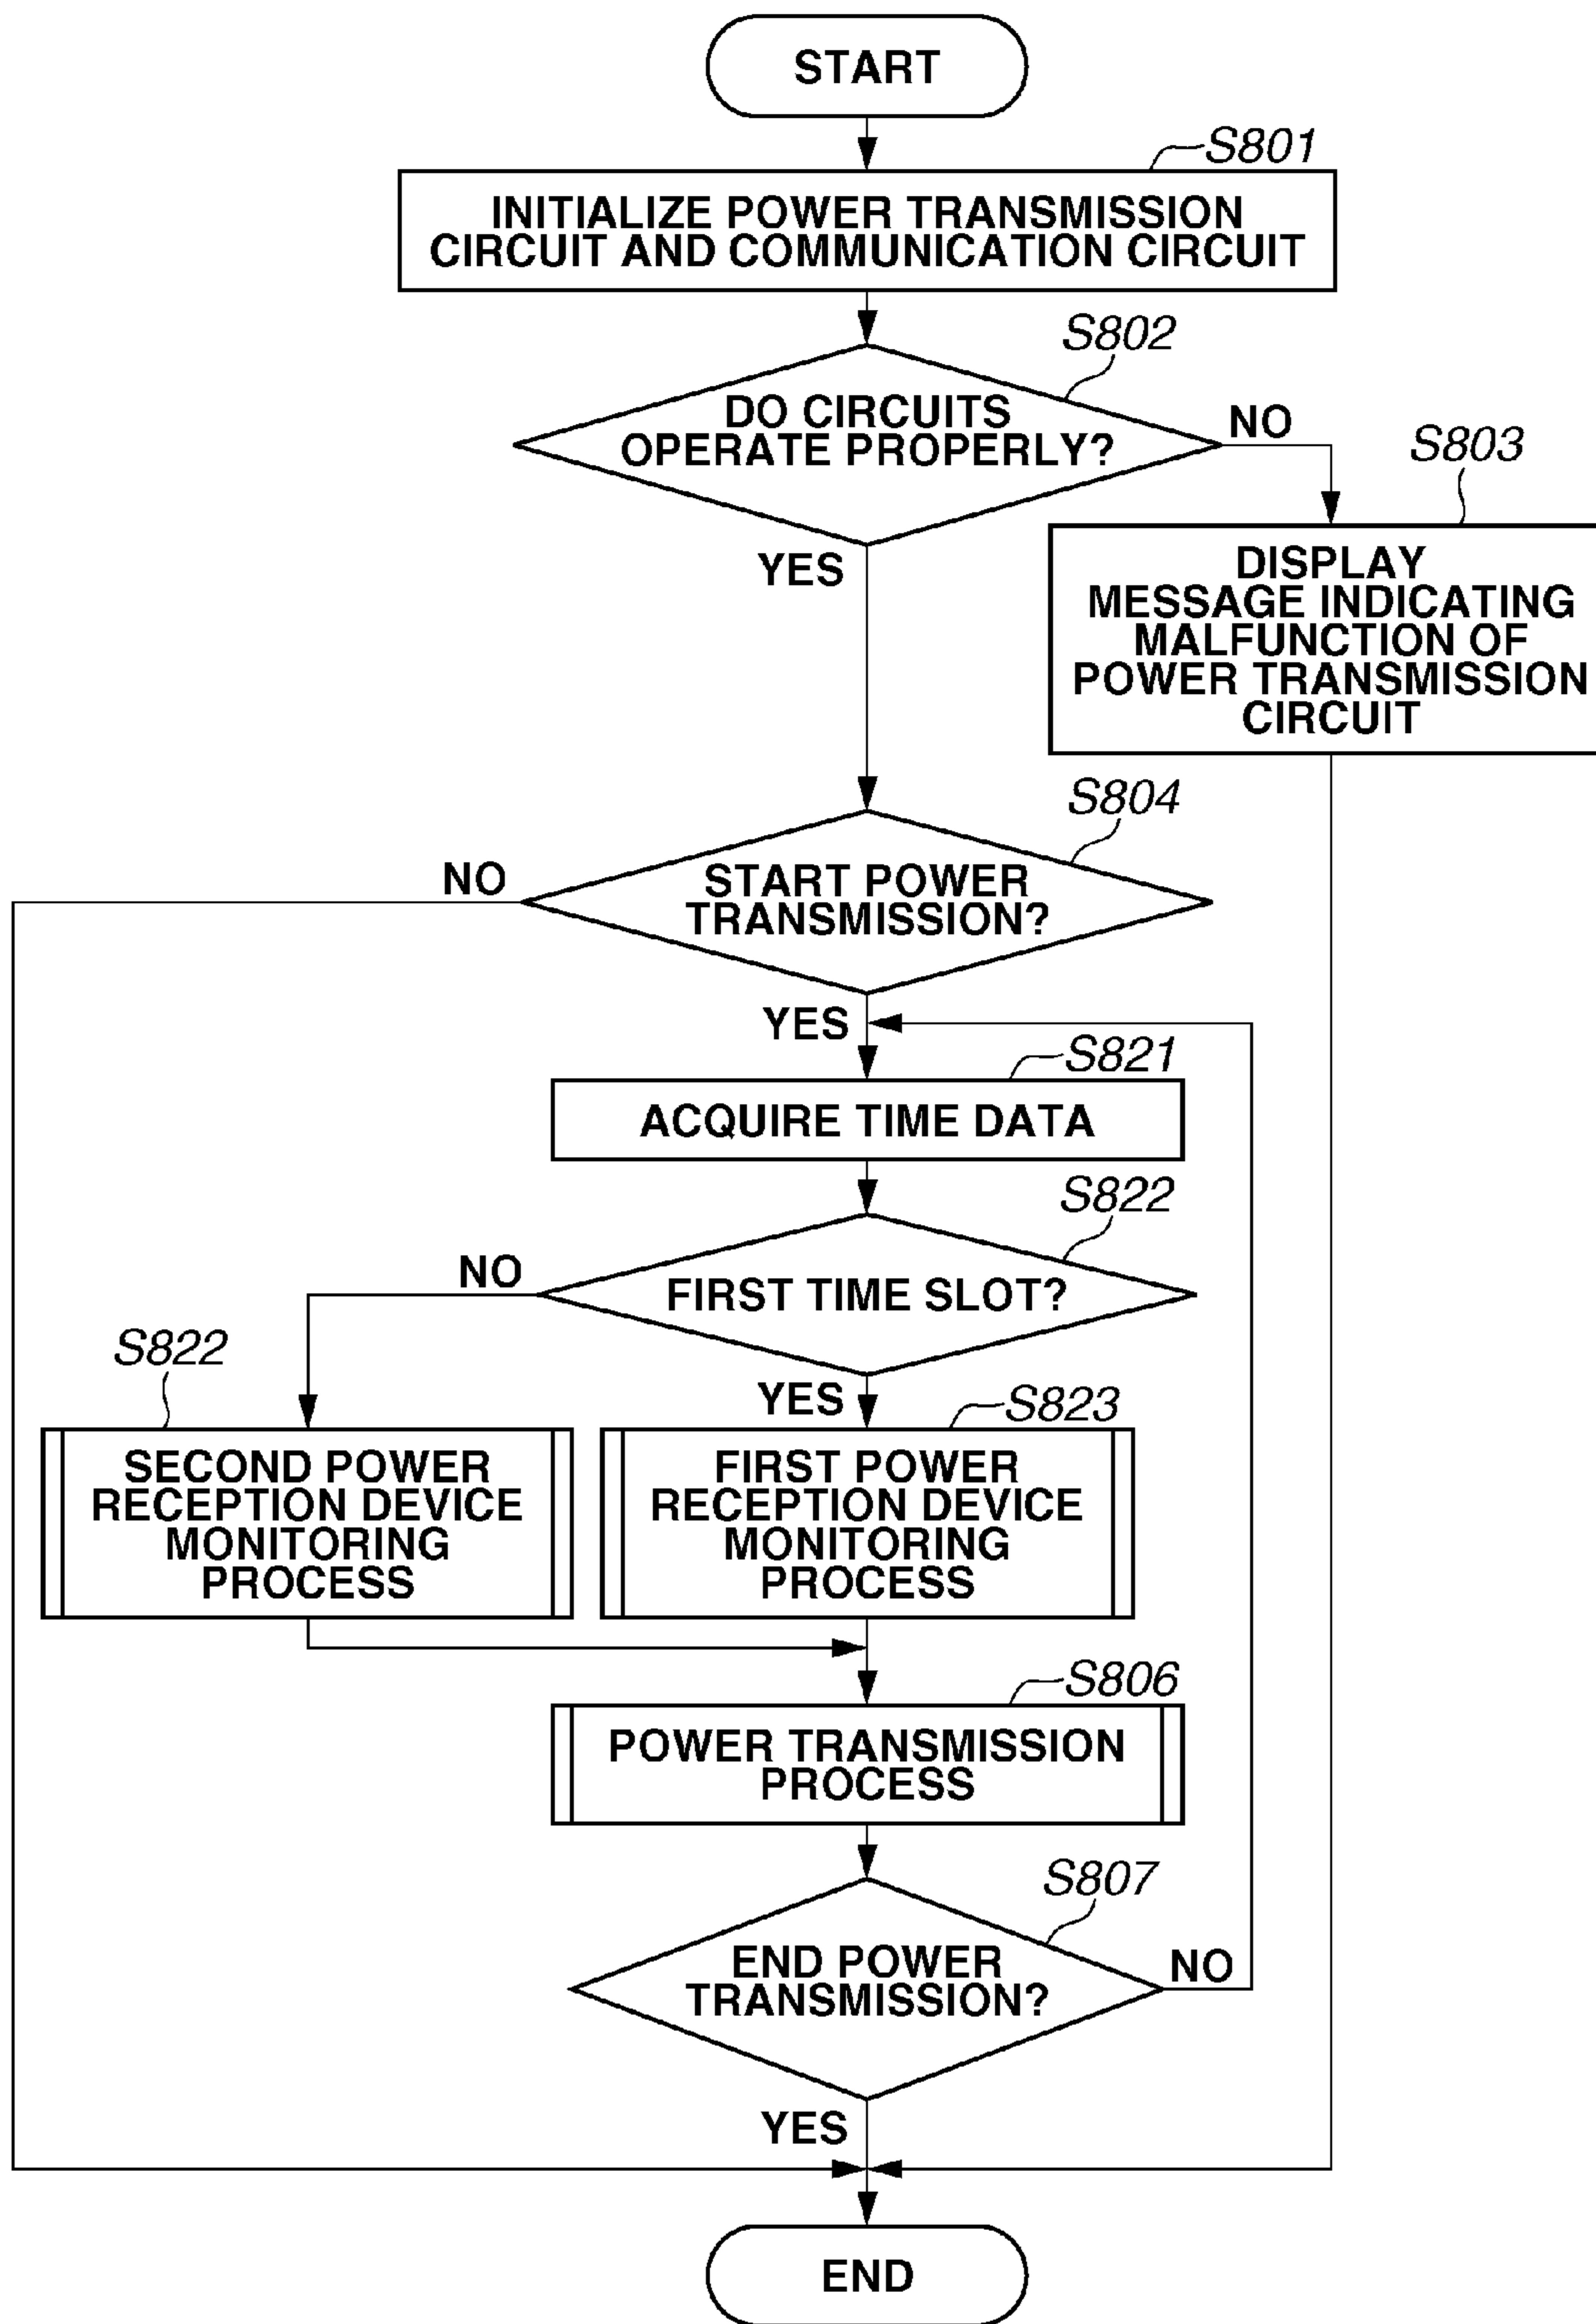 START
S801
INITIALIZE POWER TRANSMISSION
CIRCUIT AND COMMUNICATION CIRCUIT
S802
DO CIRCUITS
OPERATE PROPERLY?
NO
YES
S803
DISPLAY
MESSAGE INDICATING
MALFUNCTION OF
POWER TRANSMISSION
CIRCUIT
S804
START POWER
TRANSMISSION?
NO
YES
S821
ACQUIRE TIME DATA
S822
FIRST TIME SLOT?
NO
YES
S822
SECOND POWER
RECEPTION DEVICE
MONITORING
PROCESS
S823
FIRST POWER
RECEPTION DEVICE
MONITORING
PROCESS
S806
POWER TRANSMISSION
PROCESS
S807
END POWER
TRANSMISSION?
NO
YES
END